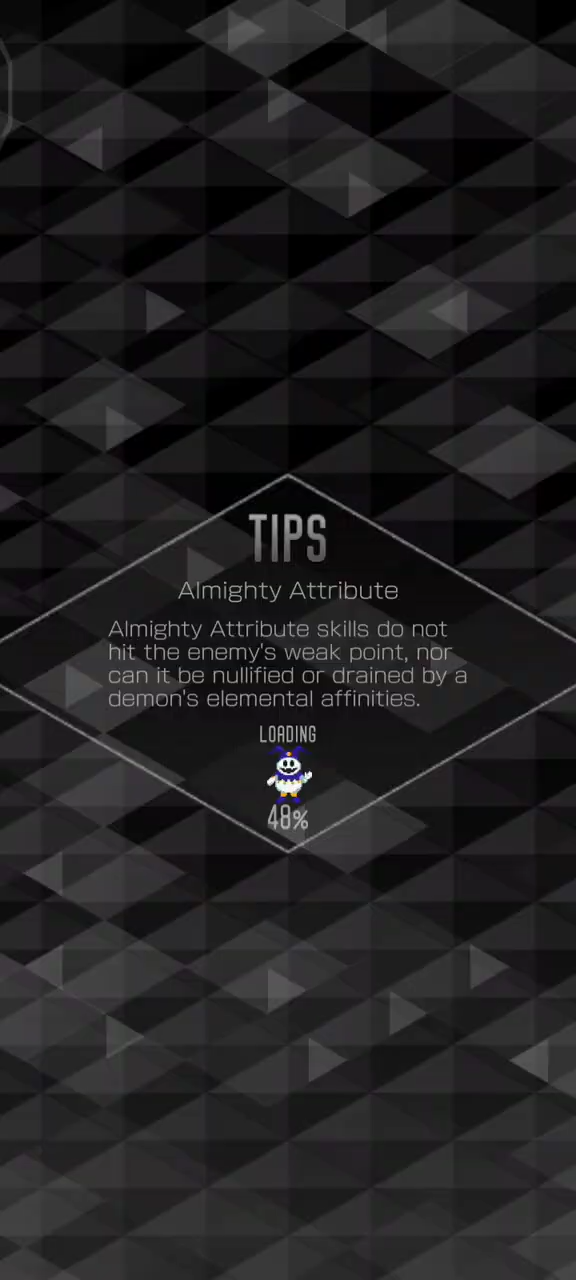 TIPS
Almighty Attribute
Almighty Attribute skills do not
hit the enemy's weak point, nor
can it be nullified or drained by a
demon's elemental affinities.
LOADING
48%